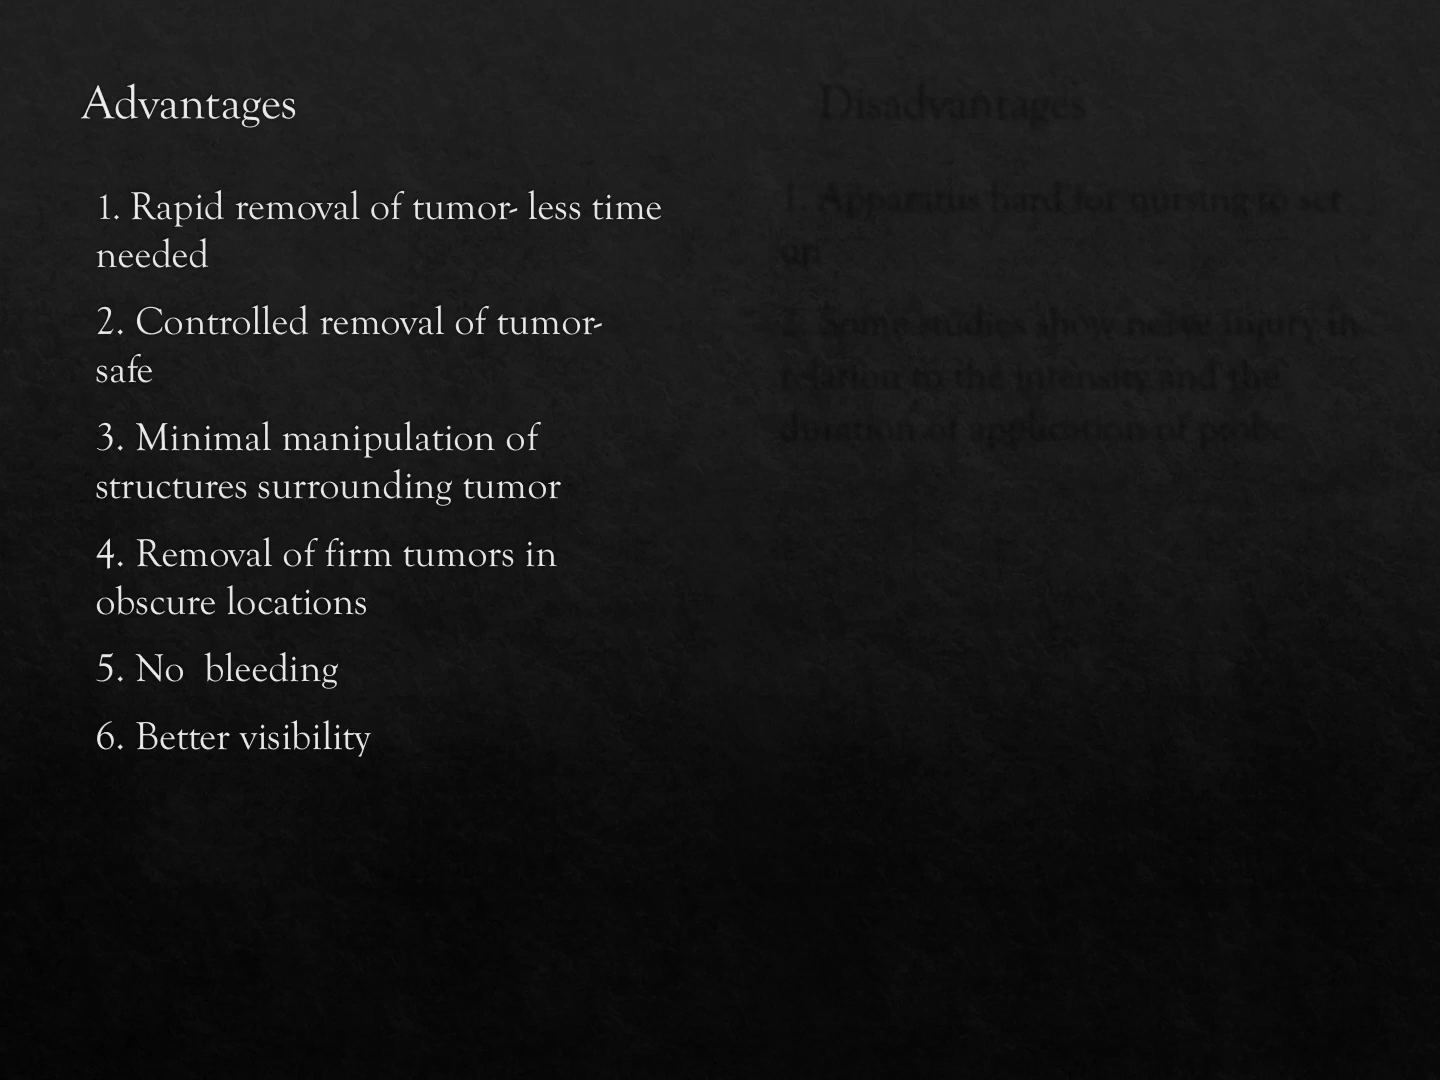 Advantages
1. Rapid removal of tumor- less time
needed
2. Controlled removal of tumor-
safe
3. Minimal manipulation of
structures surrounding tumor
4. Removal of firm tumors in
obscure locations
5. No  bleeding
6. Better visibility
Disadvantages
1. Apparatus hard for nursing to set
up
2. Some studies show nerve injury in
relation to the intensity and the
duration of application of probe